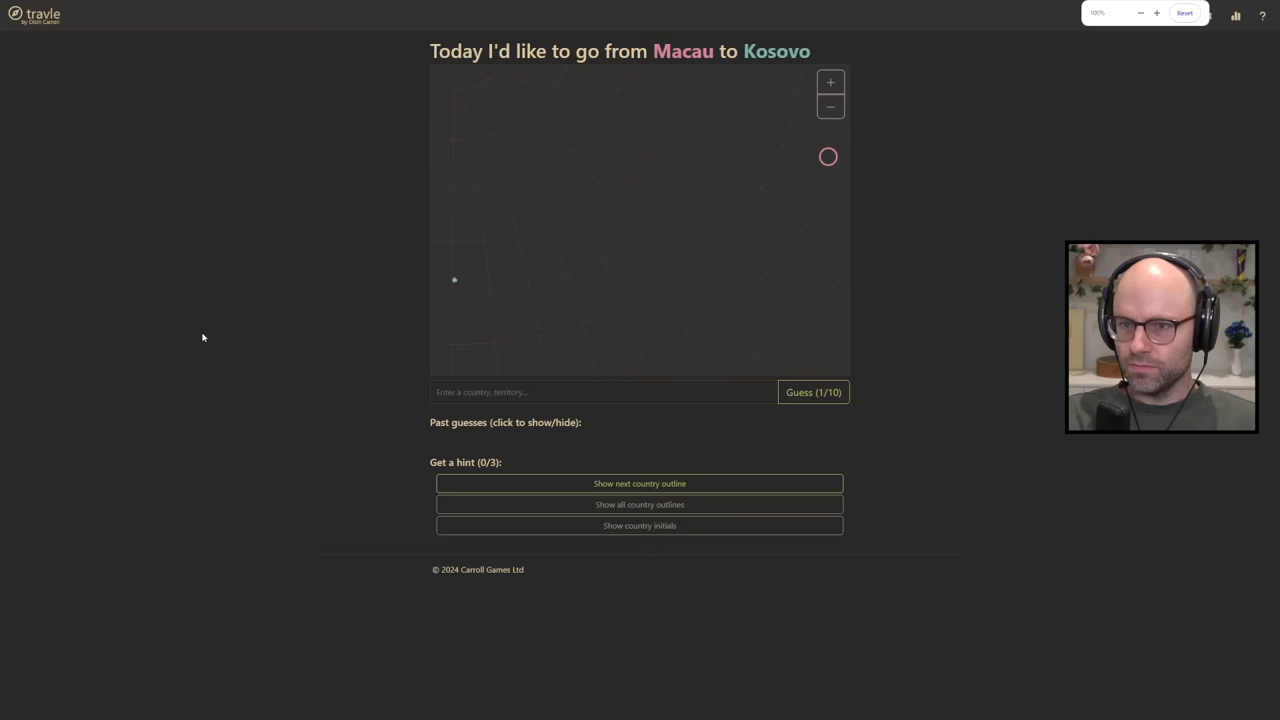 travle
by Oisín Carroll
100%
Reset
?
Today I'd like to go from Macau to Kosovo
Enter a country, territory...
Guess (1/10)
Past guesses (click to show/hide):
Get a hint (0/3):
Show next country outline
Show all country outlines
Show country initials
© 2024 Carroll Games Ltd